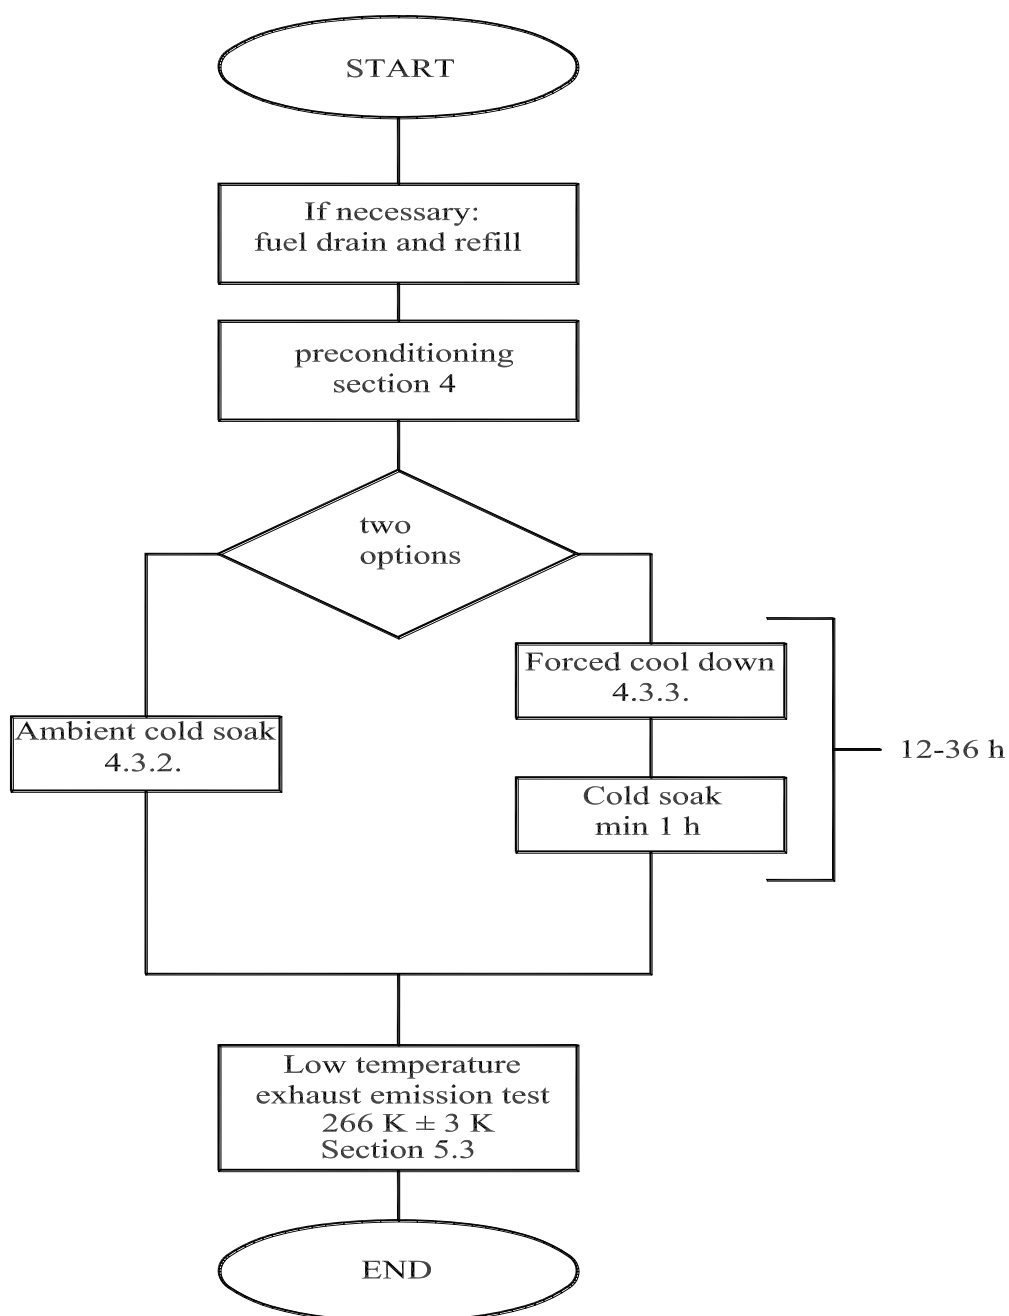 START
If necessary:
fuel drain and refill
preconditioning
section 4
two
options
Ambient cold soak
4.3.2.
Forced cool down
4.3.3.
Cold soak
min 1 h
12-36 h
Low temperature
exhaust emission test
266 K ± 3 K
Section 5.3
END